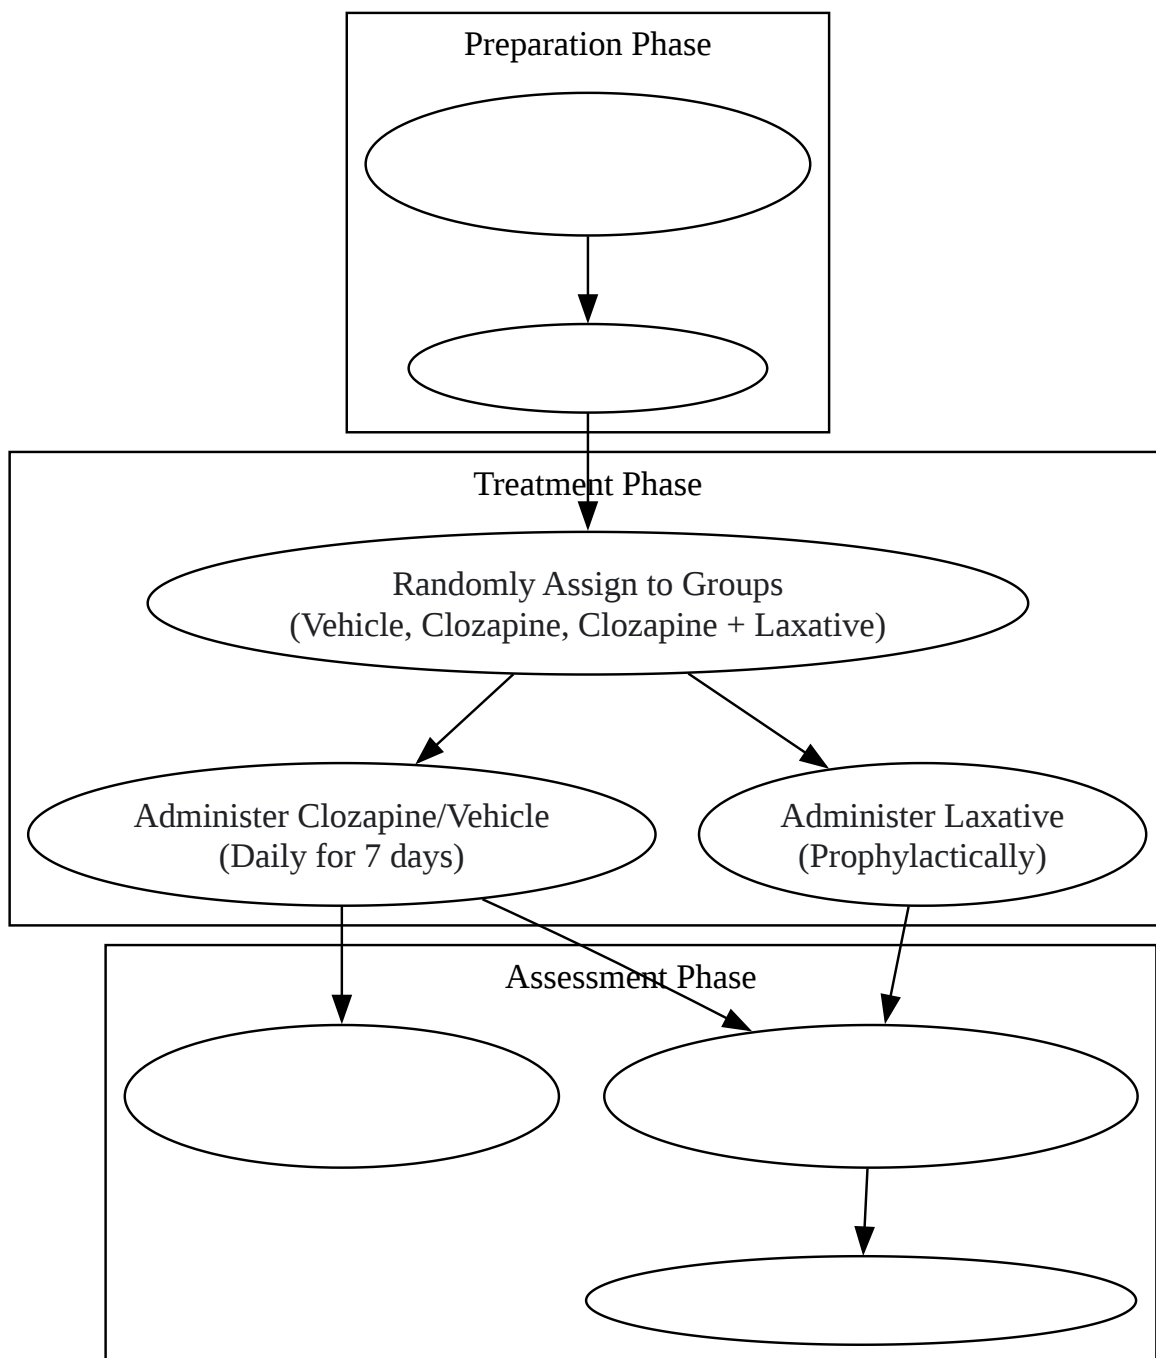 Preparation Phase
Treatment Phase
Randomly Assign to Groups
(Vehicle, Clozapine, Clozapine + Laxative)
Administer Clozapine/Vehicle
(Daily for 7 days)
Administer Laxative
(Prophylactically)
Assessment Phase